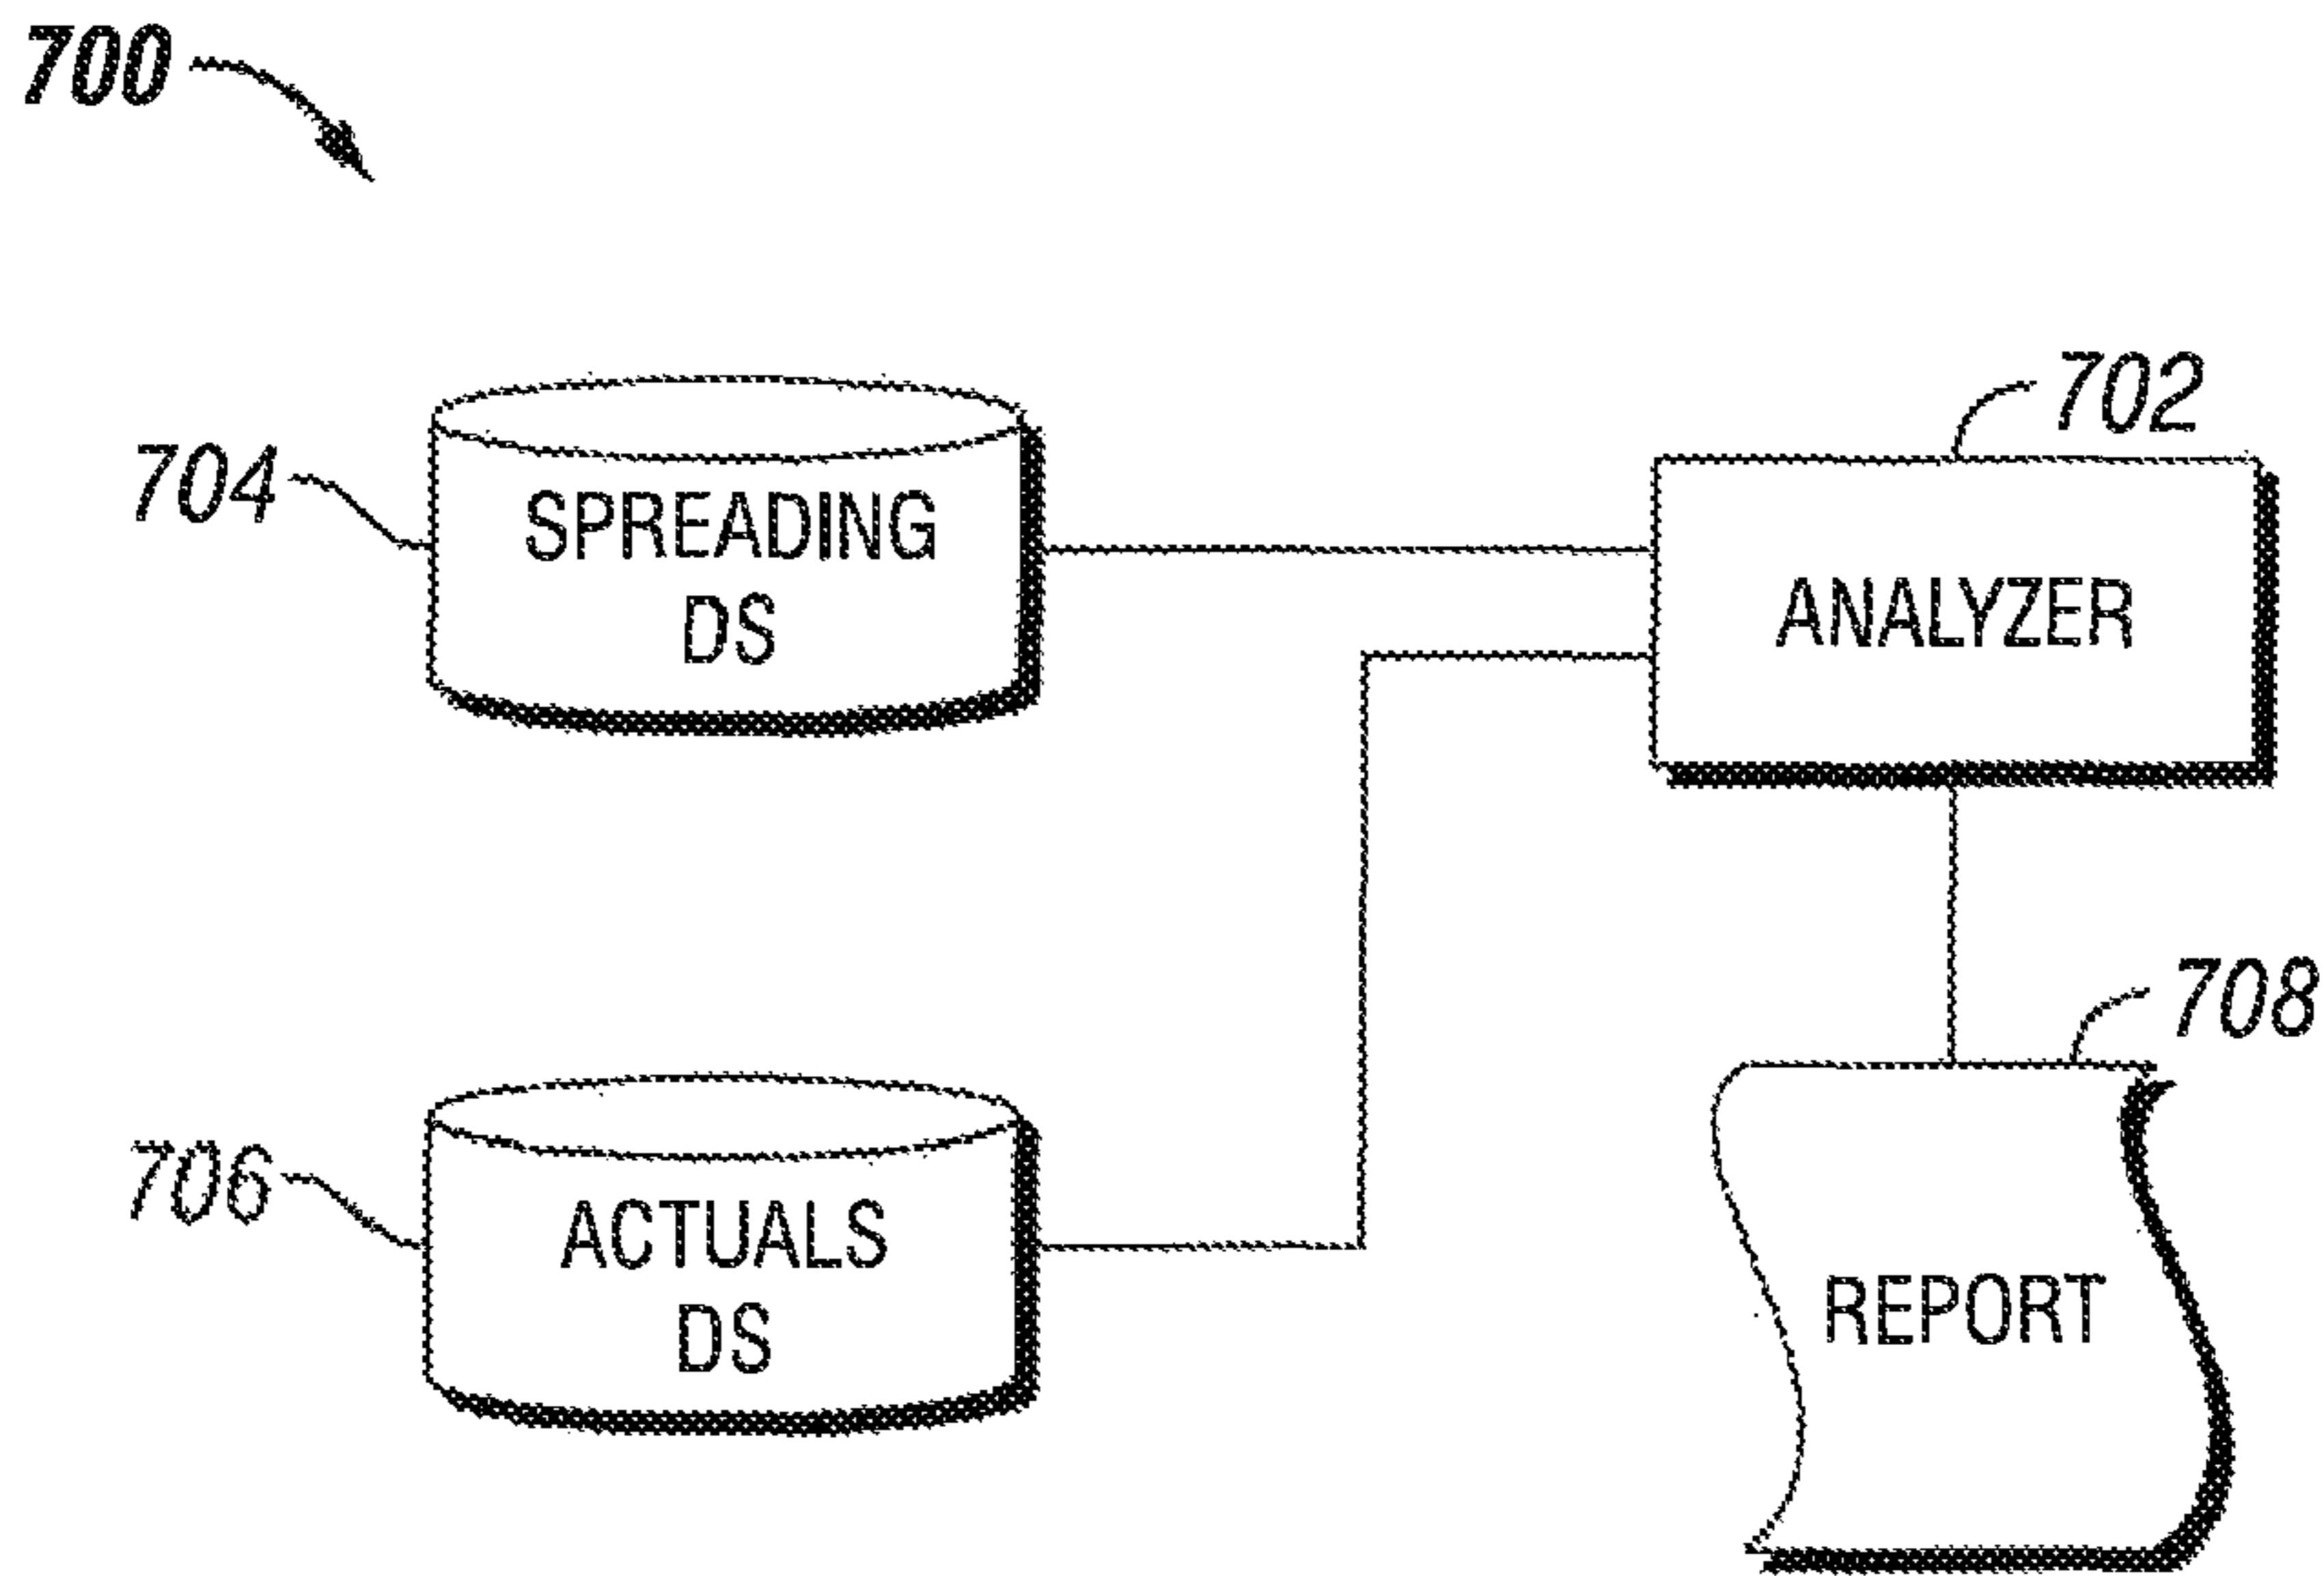 700
702
704
SPREADING
DS
ANALYZER
708
706
ACTUALS
DS
REPORT